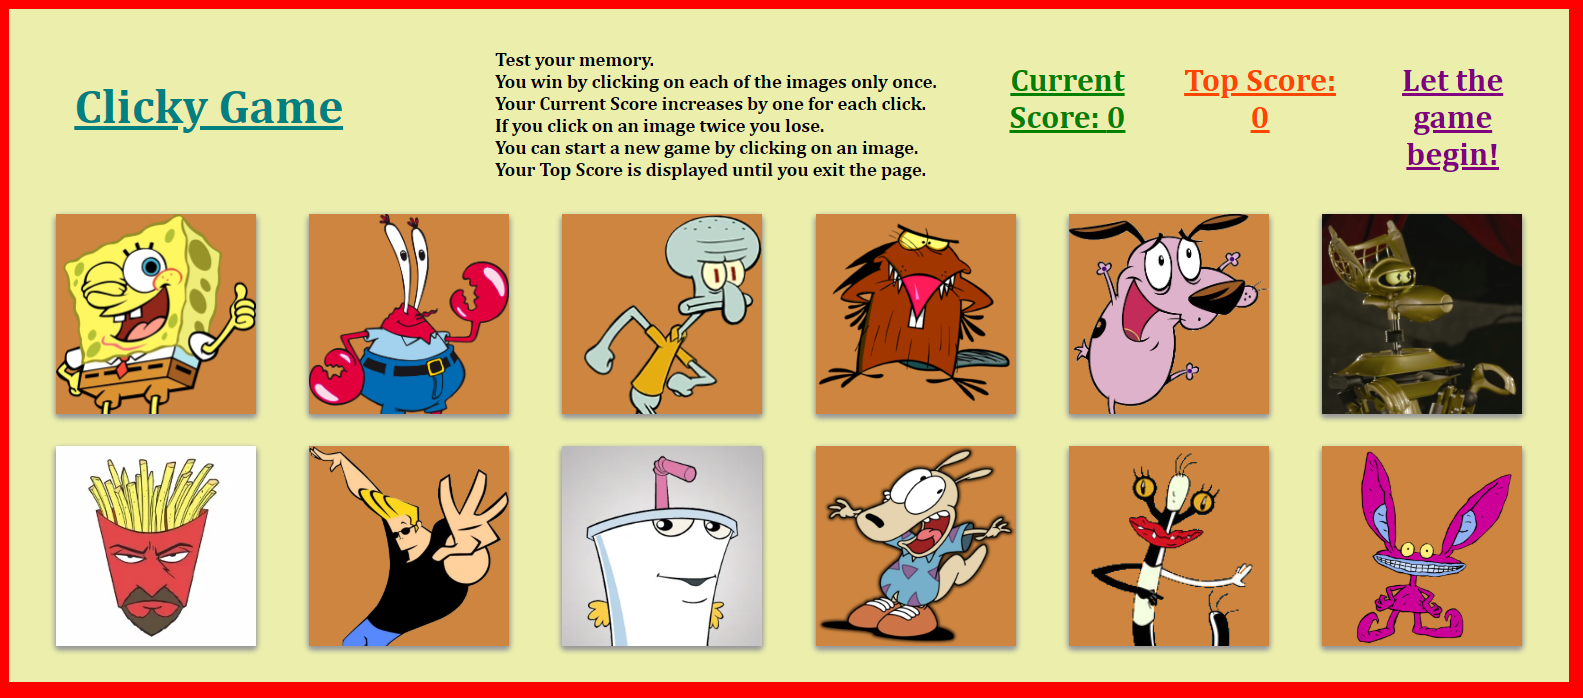 Clicky Game
Test your memory.
You win by clicking on each of the images only once.
Your Current Score increases by one for each click.
If you click on an image twice you lose.
You can start a new game by clicking on an image.
Your Top Score is displayed until you exit the page.
Current
Score: 0
Top Score:
0
Let the
game
begin!